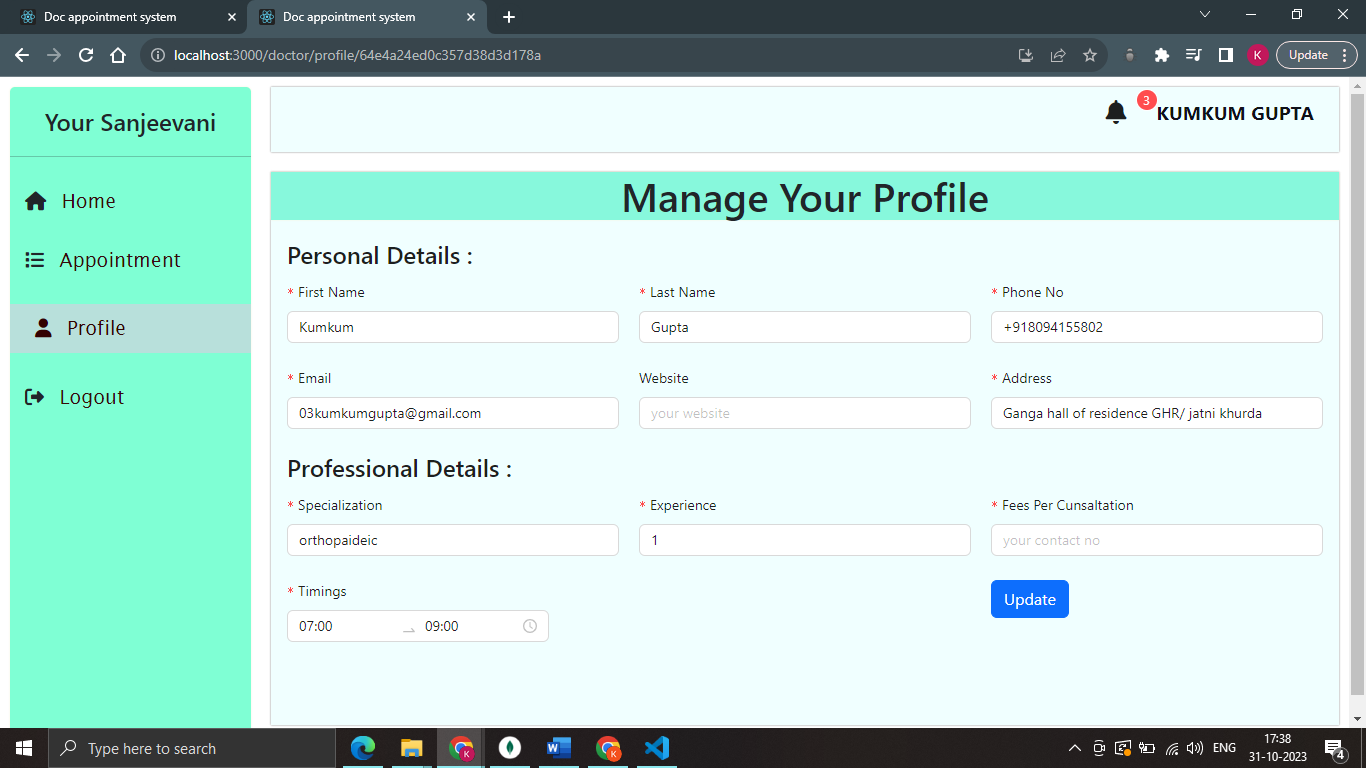 Doc appointment system
Doc appointment system
localhost:3000/doctor/profile/64e4a24ed0c357d38d3d178a
K
Update
Your Sanjeevani
3
KUMKUM GUPTA
Home
Appointment
Profile
Logout
Manage Your Profile
Personal Details :
* First Name
* Last Name
* Phone No
Kumkum
Gupta
+918094155802
* Email
Website
* Address
03kumkumgupta@gmail.com
your website
Ganga hall of residence GHR/ jatni khurda
Professional Details :
* Specialization
* Experience
* Fees Per Cunsaltation
orthopaideic
1
your contact no
* Timings
07:00
09:00
Update
Type here to search
ENG
17:38
31-10-2023
4